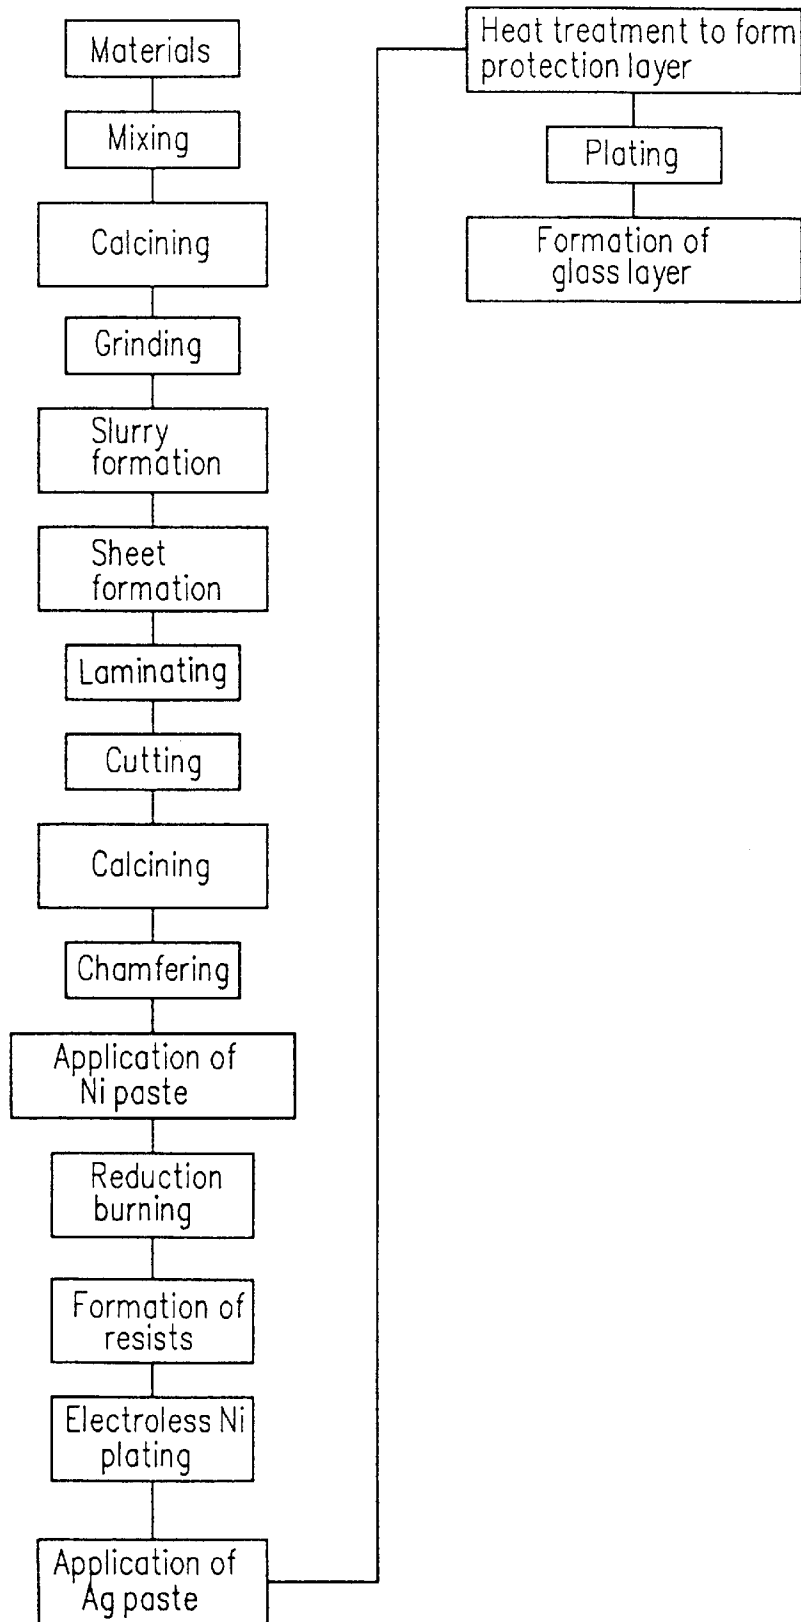 Materials
Mixing
Calcining
Grinding
Slurry
formation
Sheet
formation
Laminating
Cutting
Calcining
Chamfering
Application of
Ni paste
Reduction
burning
Formation of
resists
Electroless Ni
plating
Application of
Ag paste
Heat treatment to form
protection layer
Plating
Formation of
glass layer